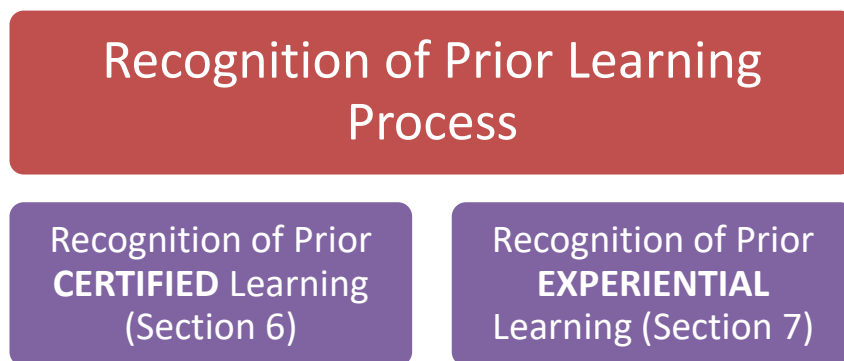 Recognition of Prior Learning
Process
Recognition of Prior
CERTIFIED Learning
(Section 6)
Recognition of Prior
EXPERIENTIAL
Learning (Section 7)